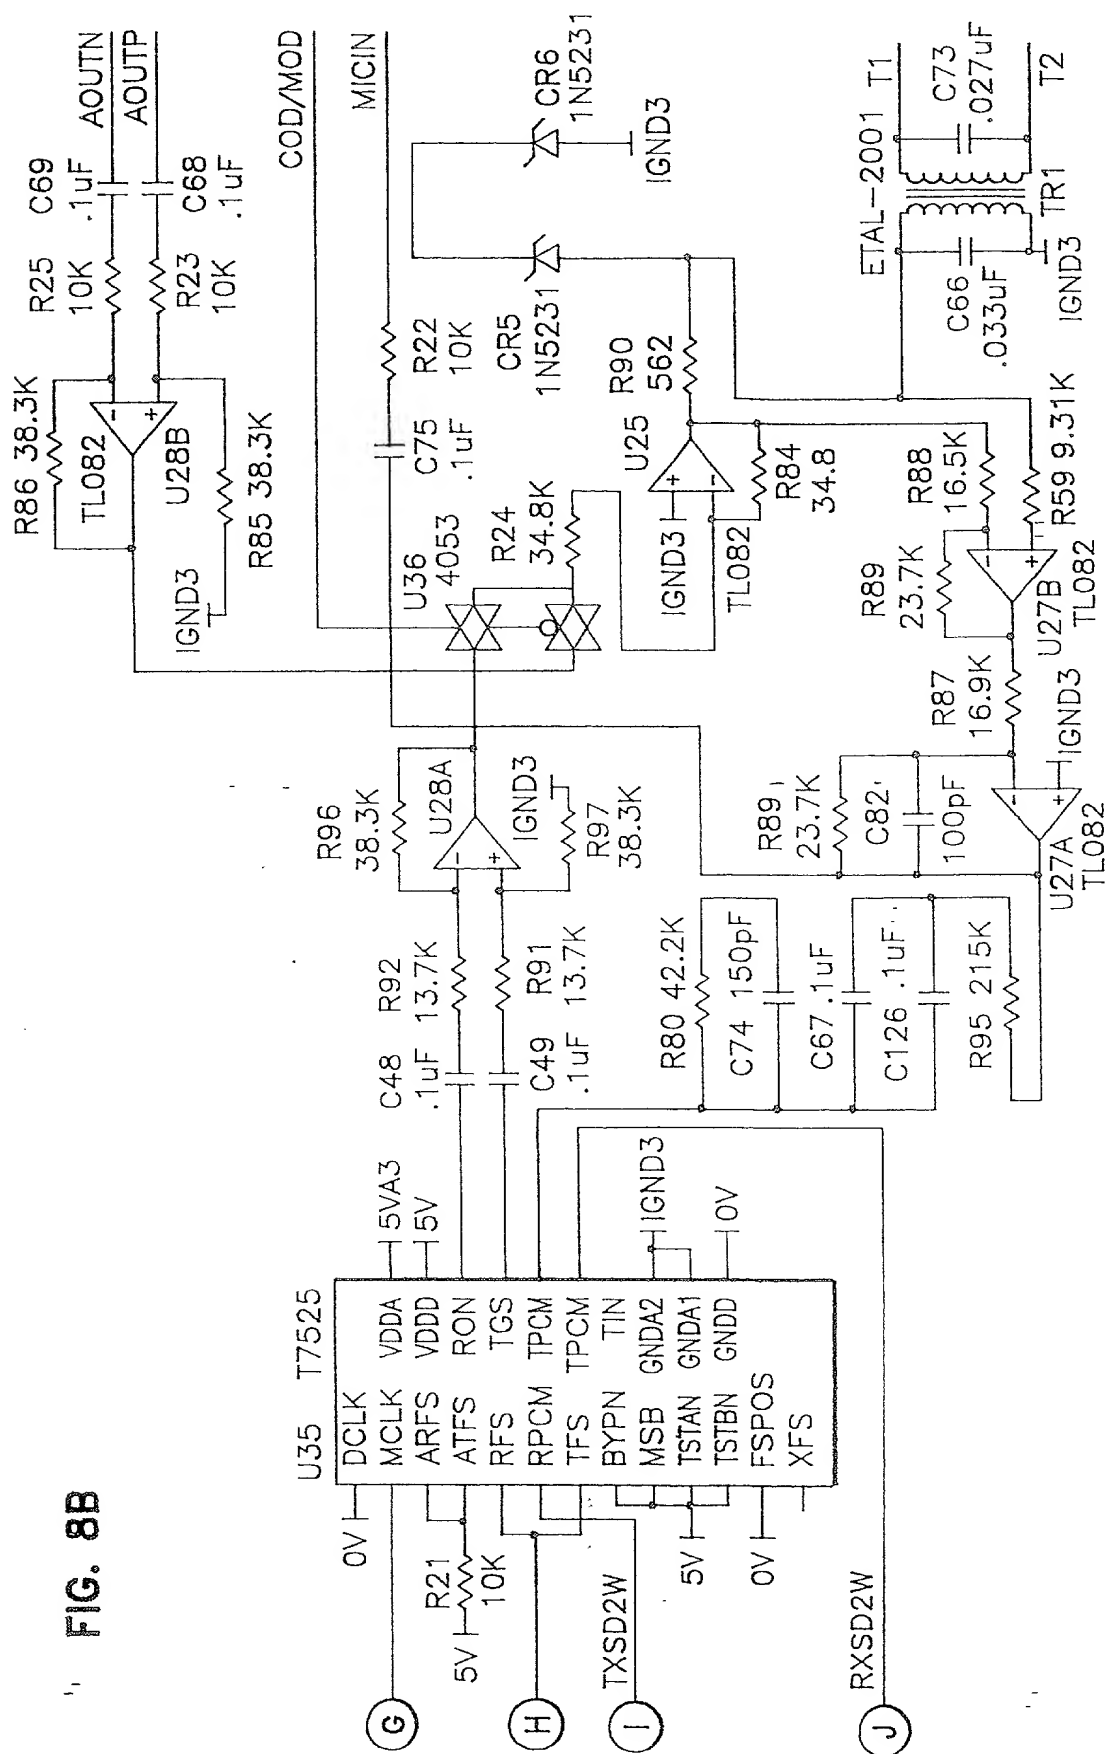 FIG. 8B
U35 T7525
DCLK
MCLK
ARFS
ATFS
RFS
RPCM
TFS
BYPN
MSB
TSTAN
TSTBN
FSPOS
XFS
VDDA
VDDD
RON
TGS
TPCM
TPCM
TIN
GNDA2
GNDA1
GNDD
0V
G
5V
R21
10K
H
TXSD2W
I
5V
0V
RXSD2W
J
5VA3
5V
IGND3
0V
C48
.1uF
R92
13.7K
C49
.1uF
R91
13.7K
R96
38.3K
U28A
IGND3
R97
38.3K
R80 42.2K
C74 150pF
C67 .1uF
C126 .1uF
R95 215K
R89
23.7K
C82
100pF
U27A
TL082
IGND3
R87
16.9K
R89
23.7K
U27B
TL082
R88
16.5K
R59 9.31K
R86 38.3K
TL082
U28B
R85 38.3K
IGND3
R25
10K
R23
10K
C69
.1uF
C68
.1uF
AOUTN
AOUTP
COD/MOD
MICIN
U36
4053
R24
34.8K
C75
.1uF
R22
10K
CR5
1N5231
CR6
1N5231
IGND3
U25
IGND3
TL082
R90
562
R84
34.8
ETAL-2001
T1
C73
.027uF
T2
TR1
C66
.033uF
IGND3